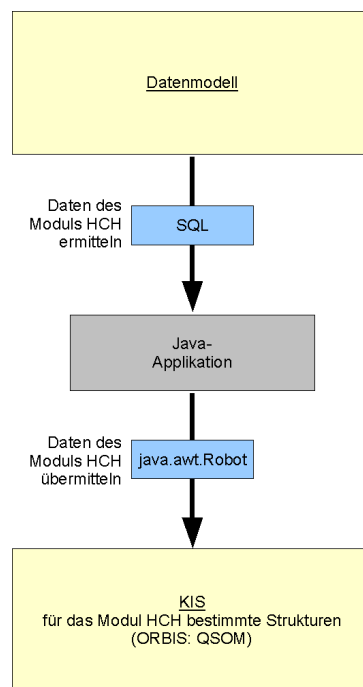 Datenmodell
Daten des
Moduls HCH
ermitteln
SQL
Java-
Applikation
Daten des
Moduls HCH
übermitteln
java.awt.Robot
KIS
für das Modul HCH bestimmte Strukturen
(ORBIS: QSOM)